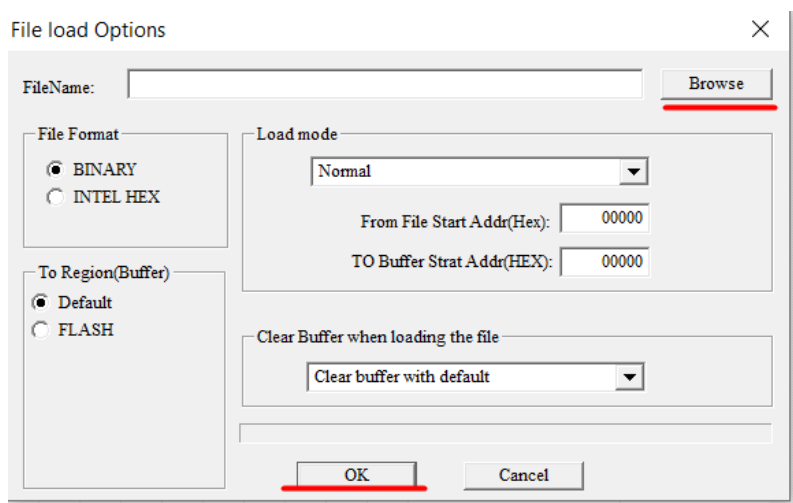 File load Options
FileName:
Browse
File Format
BINARY
INTEL HEX
Load mode
Normal
From File Start Addr(Hex): 00000
TO Buffer Strat Addr(HEX): 00000
To Region(Buffer)
Default
FLASH
Clear Buffer when loading the file
Clear buffer with default
OK
Cancel